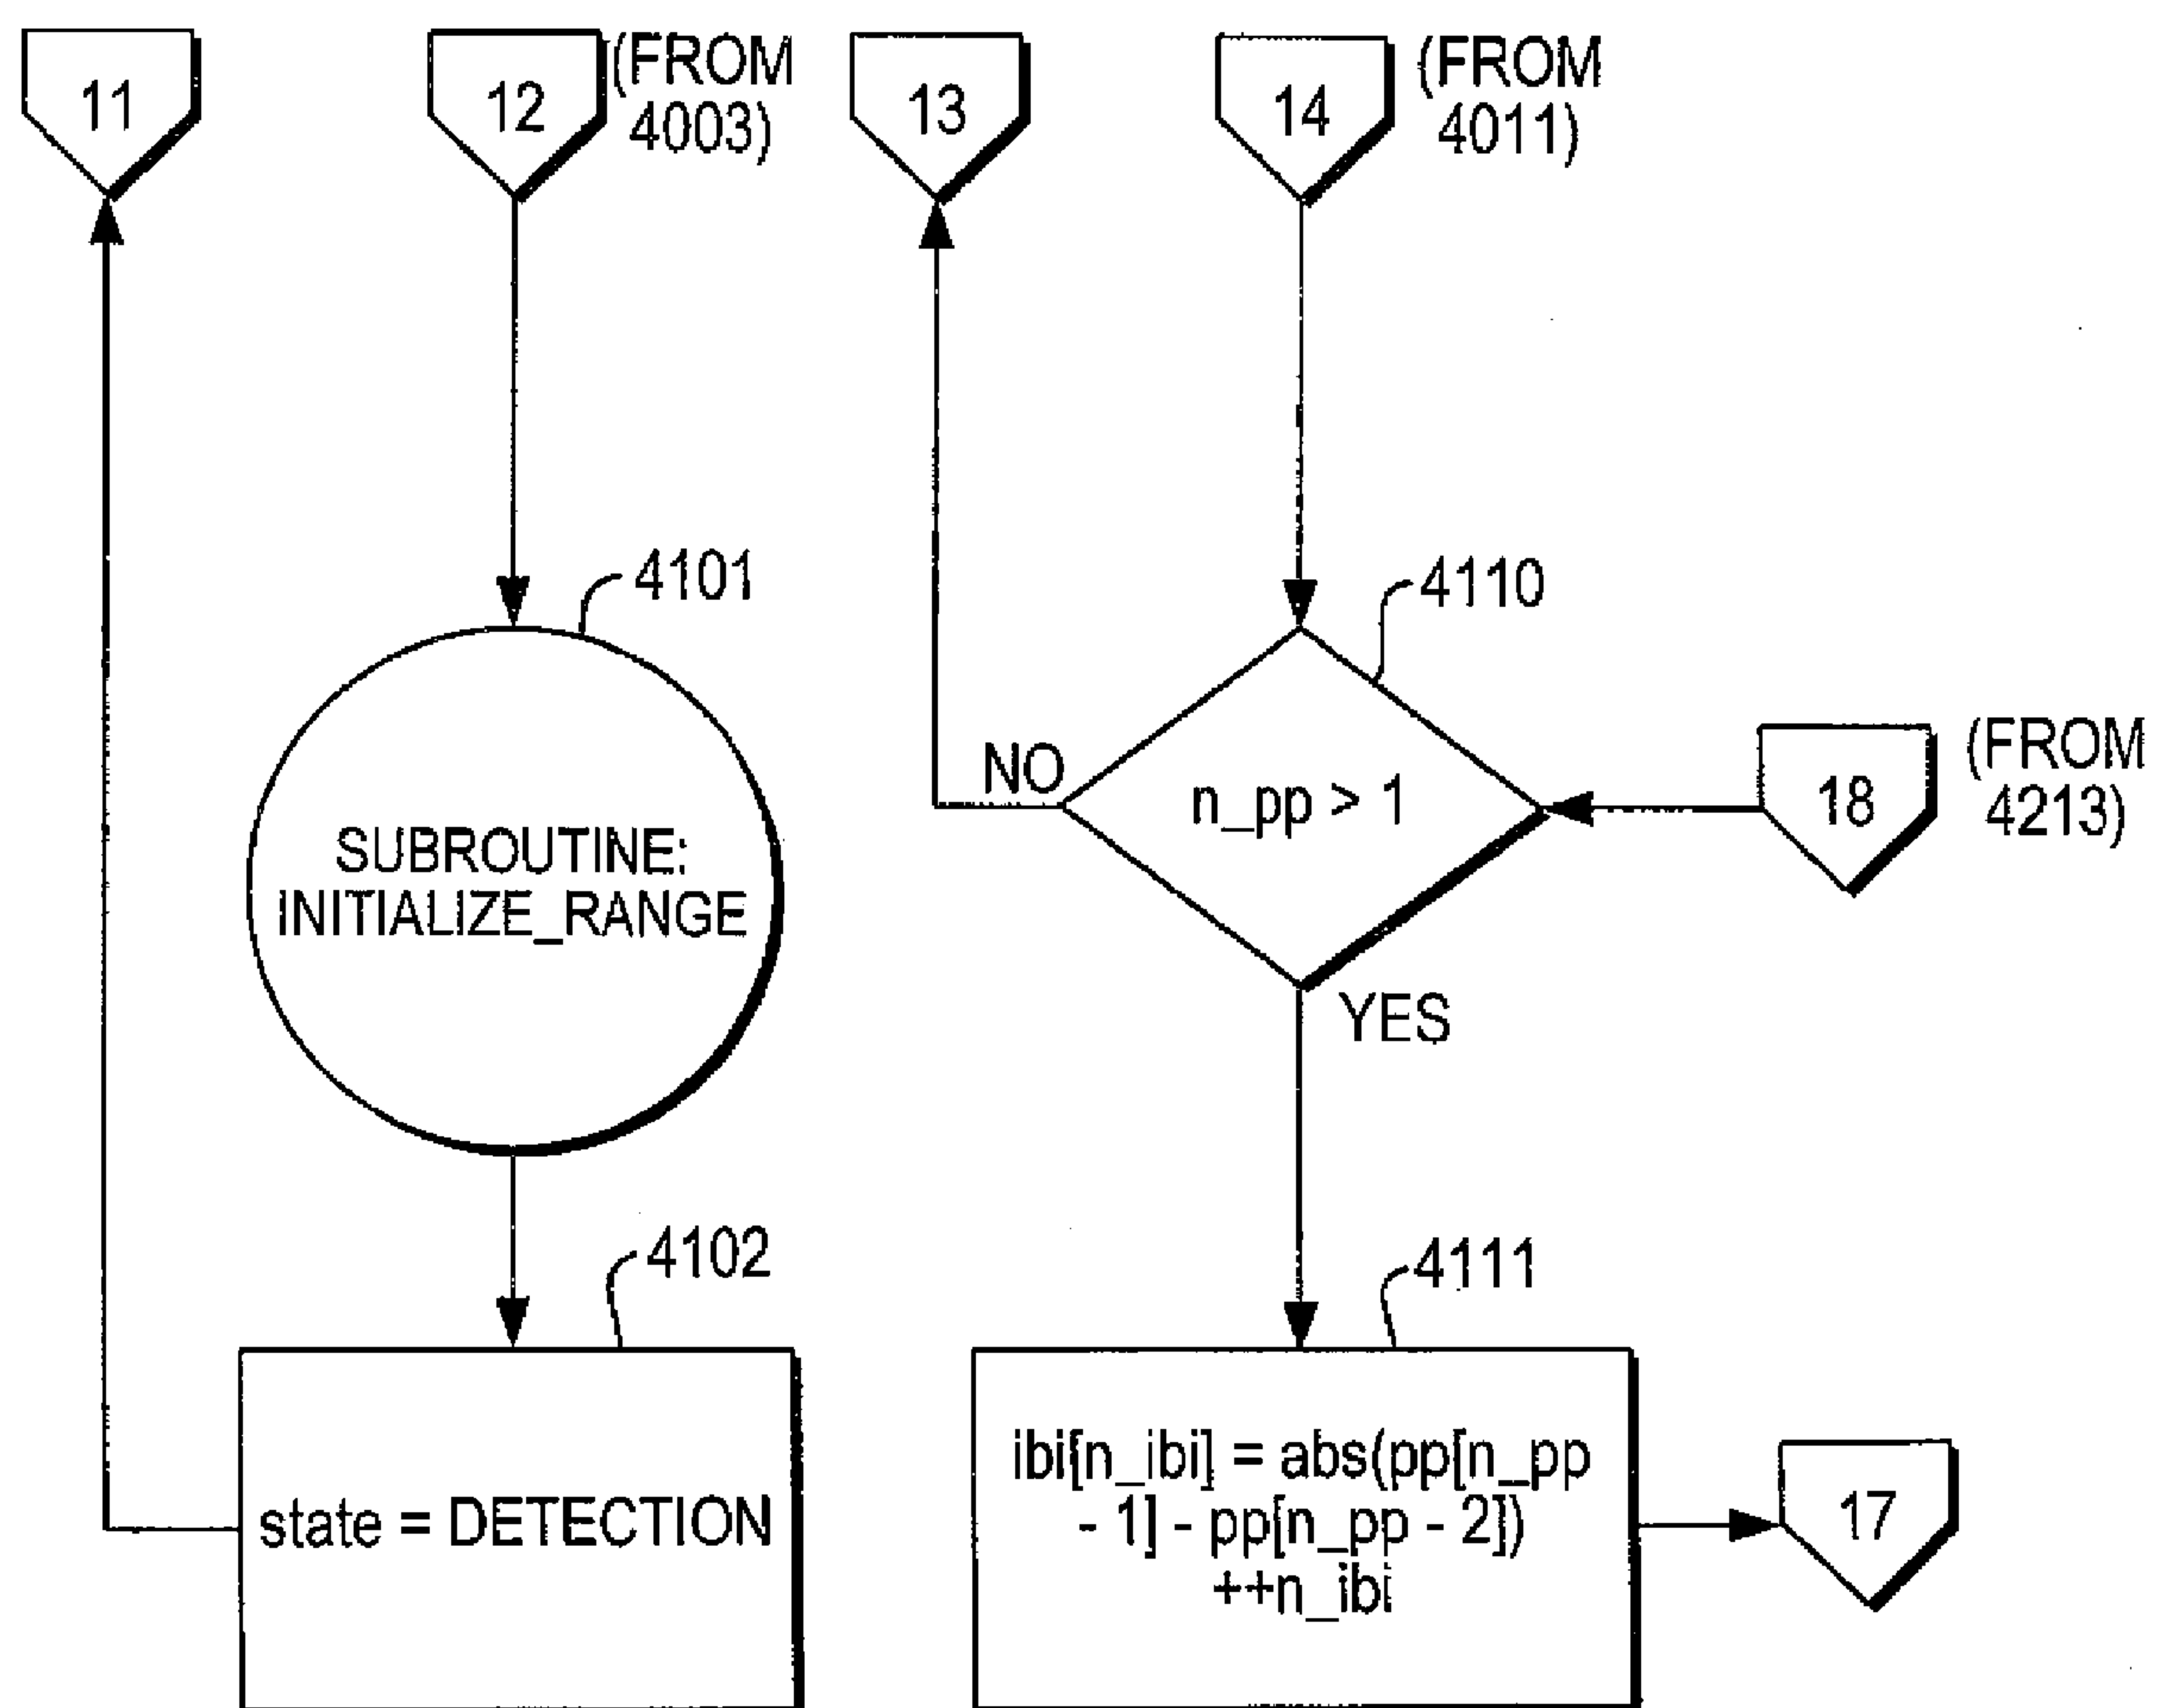 11
12
(FROM
4003)
13
14
(FROM
4011)
4101
4110
SUBROUTINE:
INITIALIZE_RANGE
NO
n_pp > 1
18
(FROM
4213)
YES
4102
4111
state = DETECTION
ibi[n_ibi] = abs(pp[n_pp
- 1] - pp[n_pp - 2])
++n_ibi
17